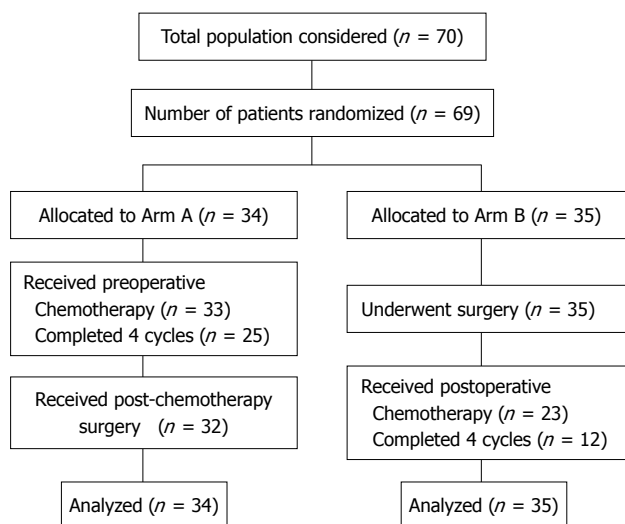 Total population considered (n = 70)
Number of patients randomized (n = 69)
Allocated to Arm A (n = 34)
Allocated to Arm B (n = 35)
Received preoperative
Chemotherapy (n = 33)
Completed 4 cycles (n = 25)
Underwent surgery (n = 35)
Received post-chemotherapy
surgery (n = 32)
Received postoperative
Chemotherapy (n = 23)
Completed 4 cycles (n = 12)
Analyzed (n = 34)
Analyzed (n = 35)